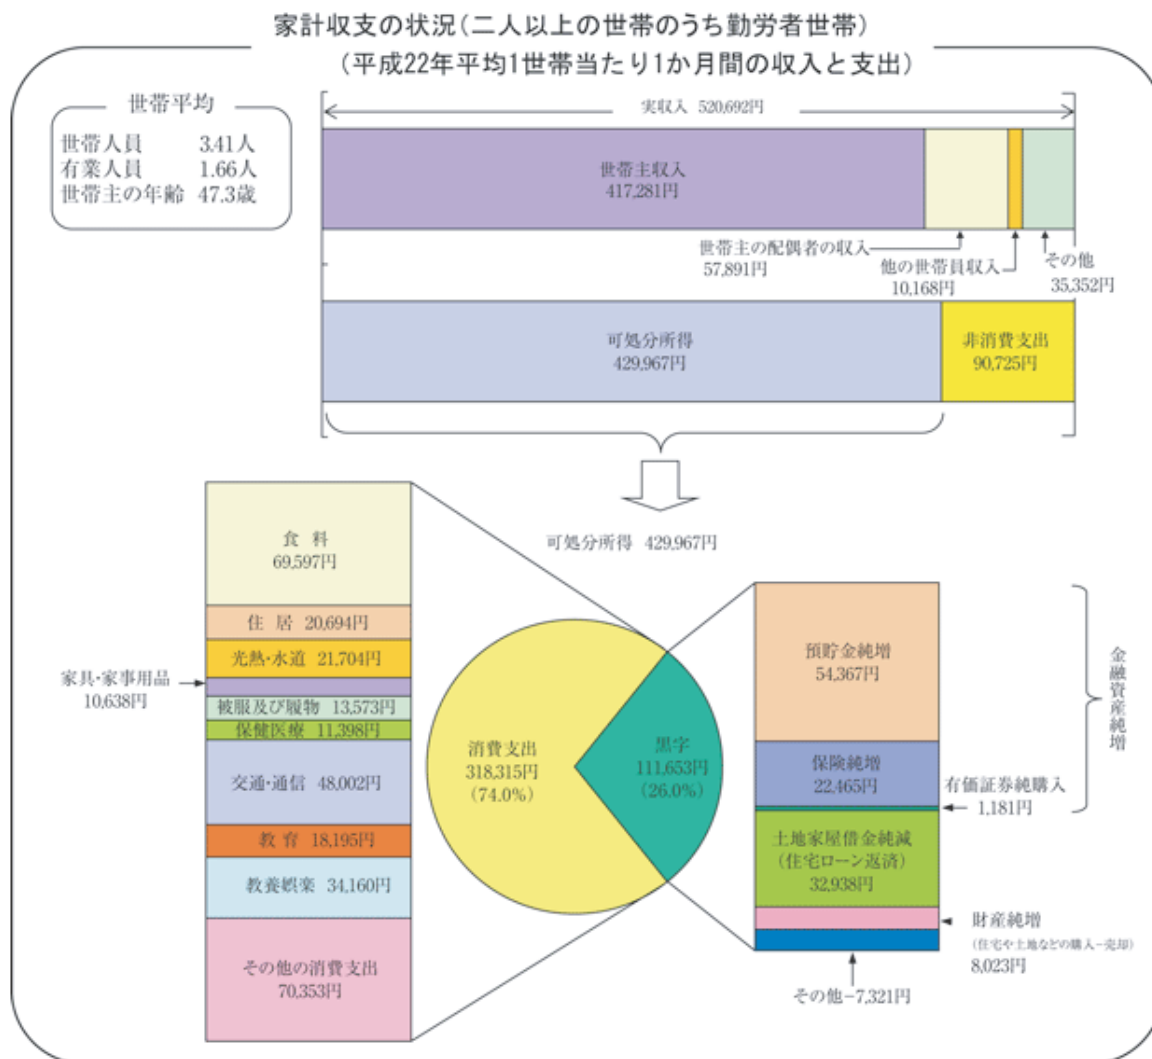 家計収支の状況(二人以上の世帯のうち勤労者世帯)
(平成22年平均1世帯当たり1か月間の収入と支出)
世帯平均
世帯人員 3.41人
有業人員 1.66人
世帯主の年齢 47.3歳
実収入 520,692円
世帯主収入
417,281円
世帯主の配偶者の収入
57,891円
他の世帯員収入
10,168円
その他
35,352円
可処分所得
429,967円
非消費支出
90,725円
可処分所得 429,967円
食 料
69,597円
住 居 20,694円
光熱・水道 21,704円
家具・家事用品
10,638円
被服及び履物 13,573円
保健医療 11,398円
交通・通信 48,002円
教 育 18,195円
教養娯楽 34,160円
その他の消費支出
70,353円
消費支出
318,315円
(74.0%)
黒字
111,653円
(26.0%)
預貯金純増
54,367円
保険純増
22,465円
有価証券純購入
1,181円
金融資産純増
土地家屋借金純減
(住宅ローン返済)
32,938円
財産純増
(住宅や土地などの購入−売却)
8,023円
その他−7,321円